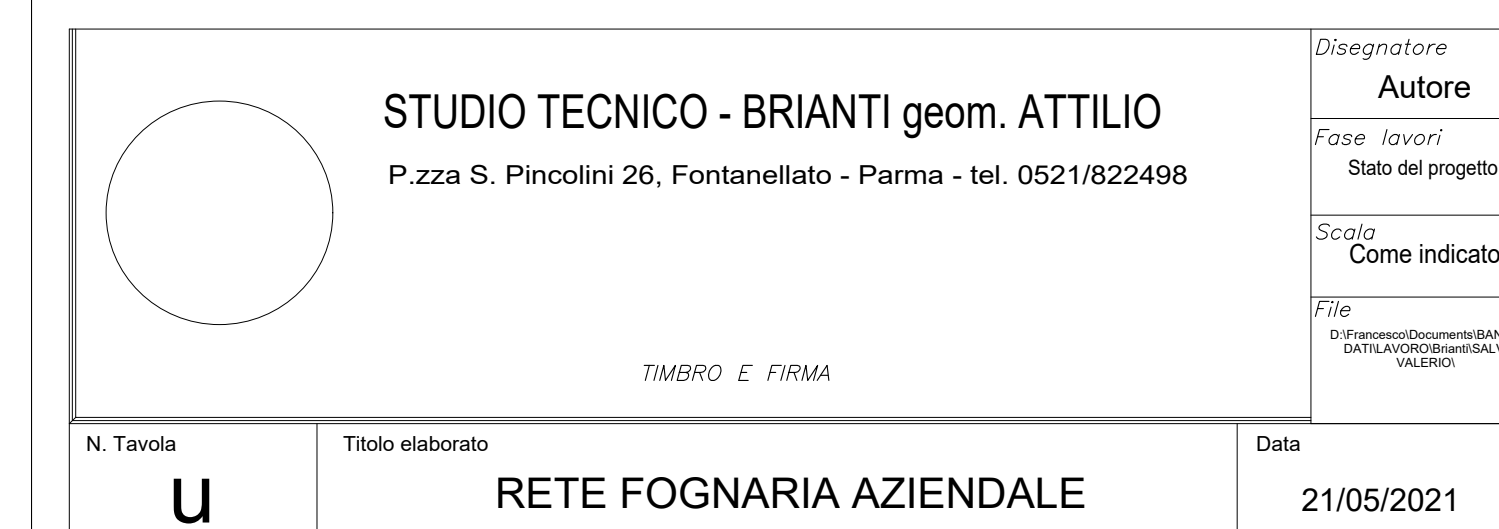 STUDIO TECNICO - BRIANTI geom. ATTILIO
P.zza S. Pincolini 26, Fontanellato - Parma - tel. 0521/822498
TIMBRO E FIRMA
Disegnatore
Autore
Fase lavori
Stato del progetto
Scala
Come indicato
File
D:\Francesco\Documents\BAN
DATI\LAVORO\Brianti\SALV
VALERIO\
N. Tavola
u
Titolo elaborato
RETE FOGNARIA AZIENDALE
Data
21/05/2021